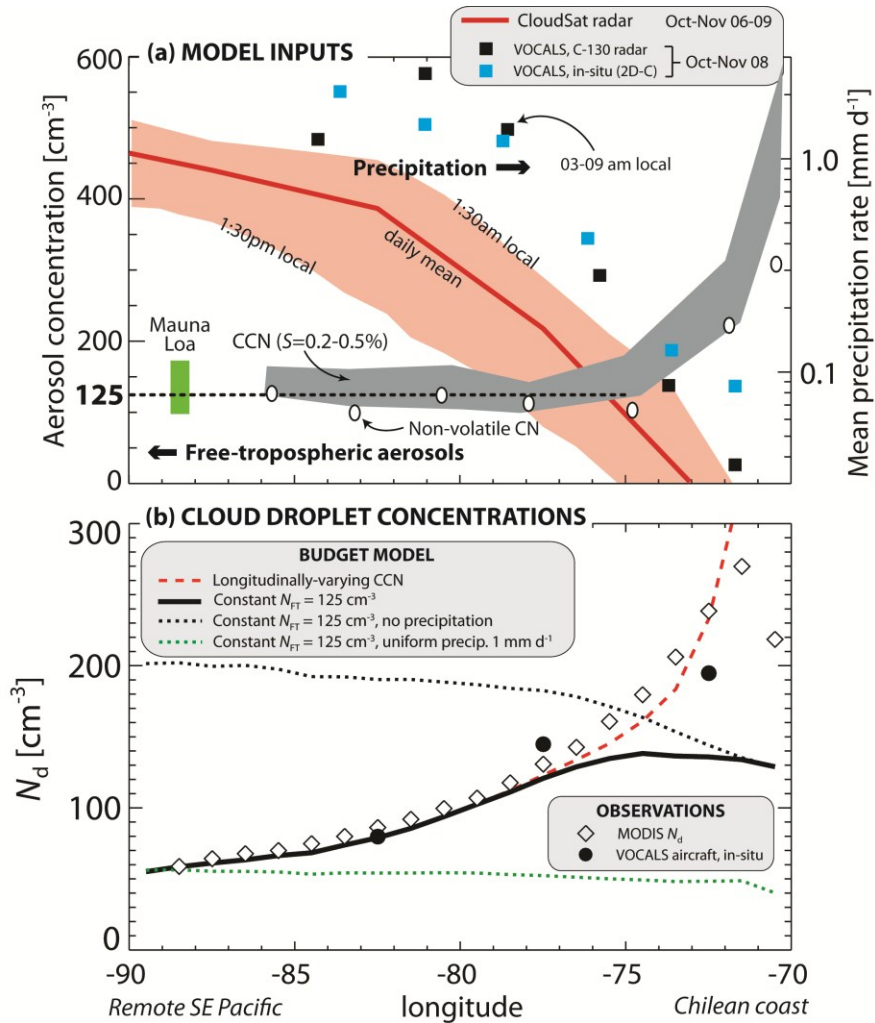 CloudSat radar Oct-Nov 06-09
VOCALS, C-130 radar
VOCALS, in-situ (2D-C)
Oct-Nov 08
(a) MODEL INPUTS
600
400
200
125
0
Aerosol concentration [cm⁻³]
1.0
0.1
Mean precipitation rate [mm d⁻¹]
03-09 am local
Precipitation →
1:30am local
daily mean
1:30pm local
Mauna
Loa
CCN (S=0.2-0.5%)
Non-volatile CN
← Free-tropospheric aerosols
(b) CLOUD DROPLET CONCENTRATIONS
300
200
100
0
N_d [cm⁻³]
BUDGET MODEL
Longitudinally-varying CCN
Constant N_FT = 125 cm⁻³
Constant N_FT = 125 cm⁻³, no precipitation
Constant N_FT = 125 cm⁻³, uniform precip. 1 mm d⁻¹
OBSERVATIONS
MODIS N_d
VOCALS aircraft, in-situ
-90 -85 -80 -75 -70
Remote SE Pacific longitude Chilean coast